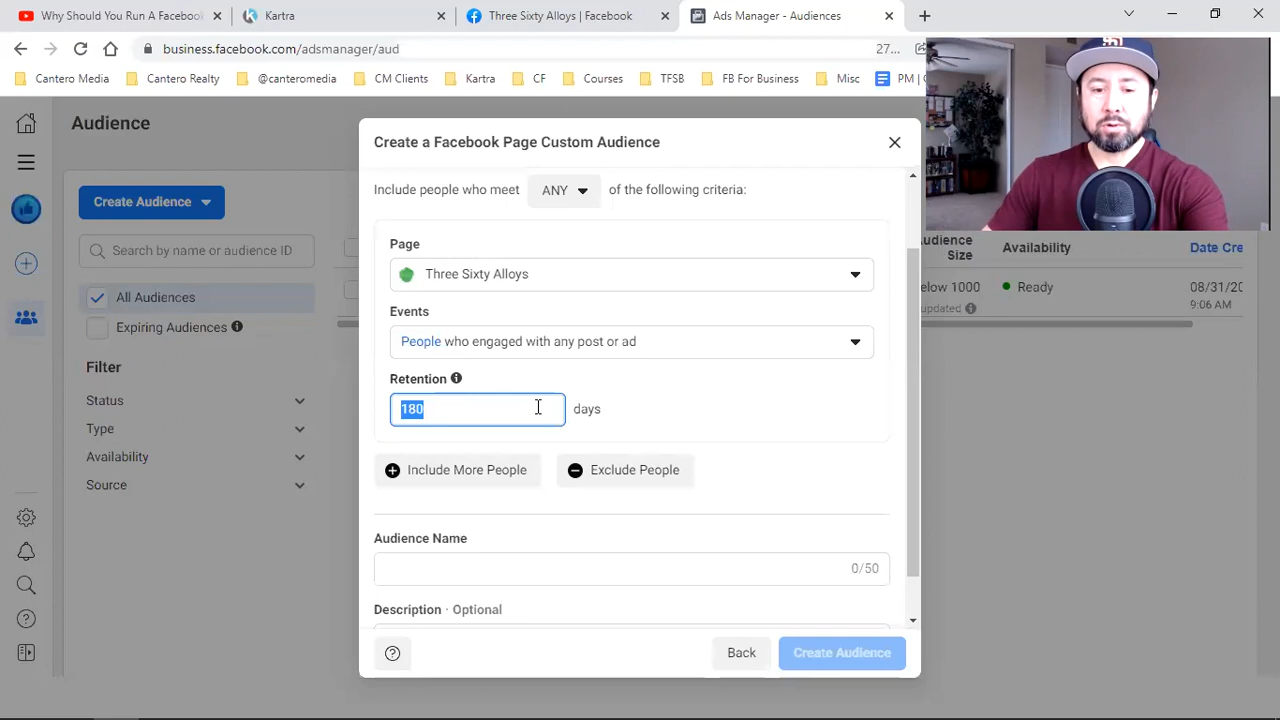 Why Should You Run A Facebook
Kartra
Three Sixty Alloys | Facebook
Ads Manager - Audiences
business.facebook.com/adsmanager/aud
27...
Cantero Media
Cantero Realty
@canteromedia
CM Clients
Kartra
CF
Courses
TFSB
FB For Business
Misc
PM | C
Audience
Create a Facebook Page Custom Audience
Include people who meet ANY of the following criteria:
Create Audience
Search by name or audience ID
All Audiences
Expiring Audiences
Filter
Status
Type
Availability
Source
Page
Three Sixty Alloys
Events
People who engaged with any post or ad
Retention
180 days
Include More People
Exclude People
Audience Name
0/50
Description · Optional
Back
Create Audience
udience
Size
Availability
Date Cre
elow 1000
Ready
08/31/20
updated
9:06 AM